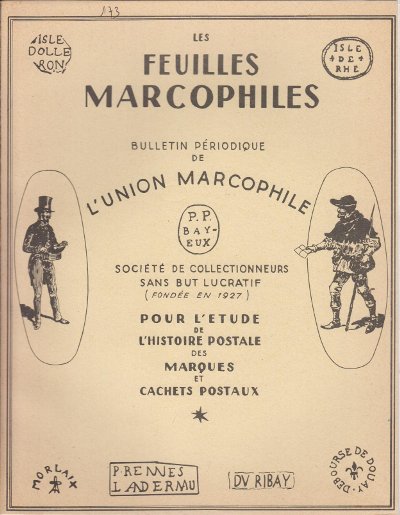 173
ISLE
DOLLE
RON
LES
FEUILLES
MARCOPHILES
ISLE
DE
RHE
BULLETIN PÉRIODIQUE
DE
L'UNION MARCOPHILE
P.P.
BAY-
EUX
SOCIÉTÉ DE COLLECTIONNEURS
SANS BUT LUCRATIF
(FONDÉE EN 1927)
POUR L'ETUDE
DE
L'HISTOIRE POSTALE
DES
MARQUES
ET
CACHETS POSTAUX
MORLAIX
PREMIES
LADERMU
DV RIBAY
DEBOURSE DE DOUAY